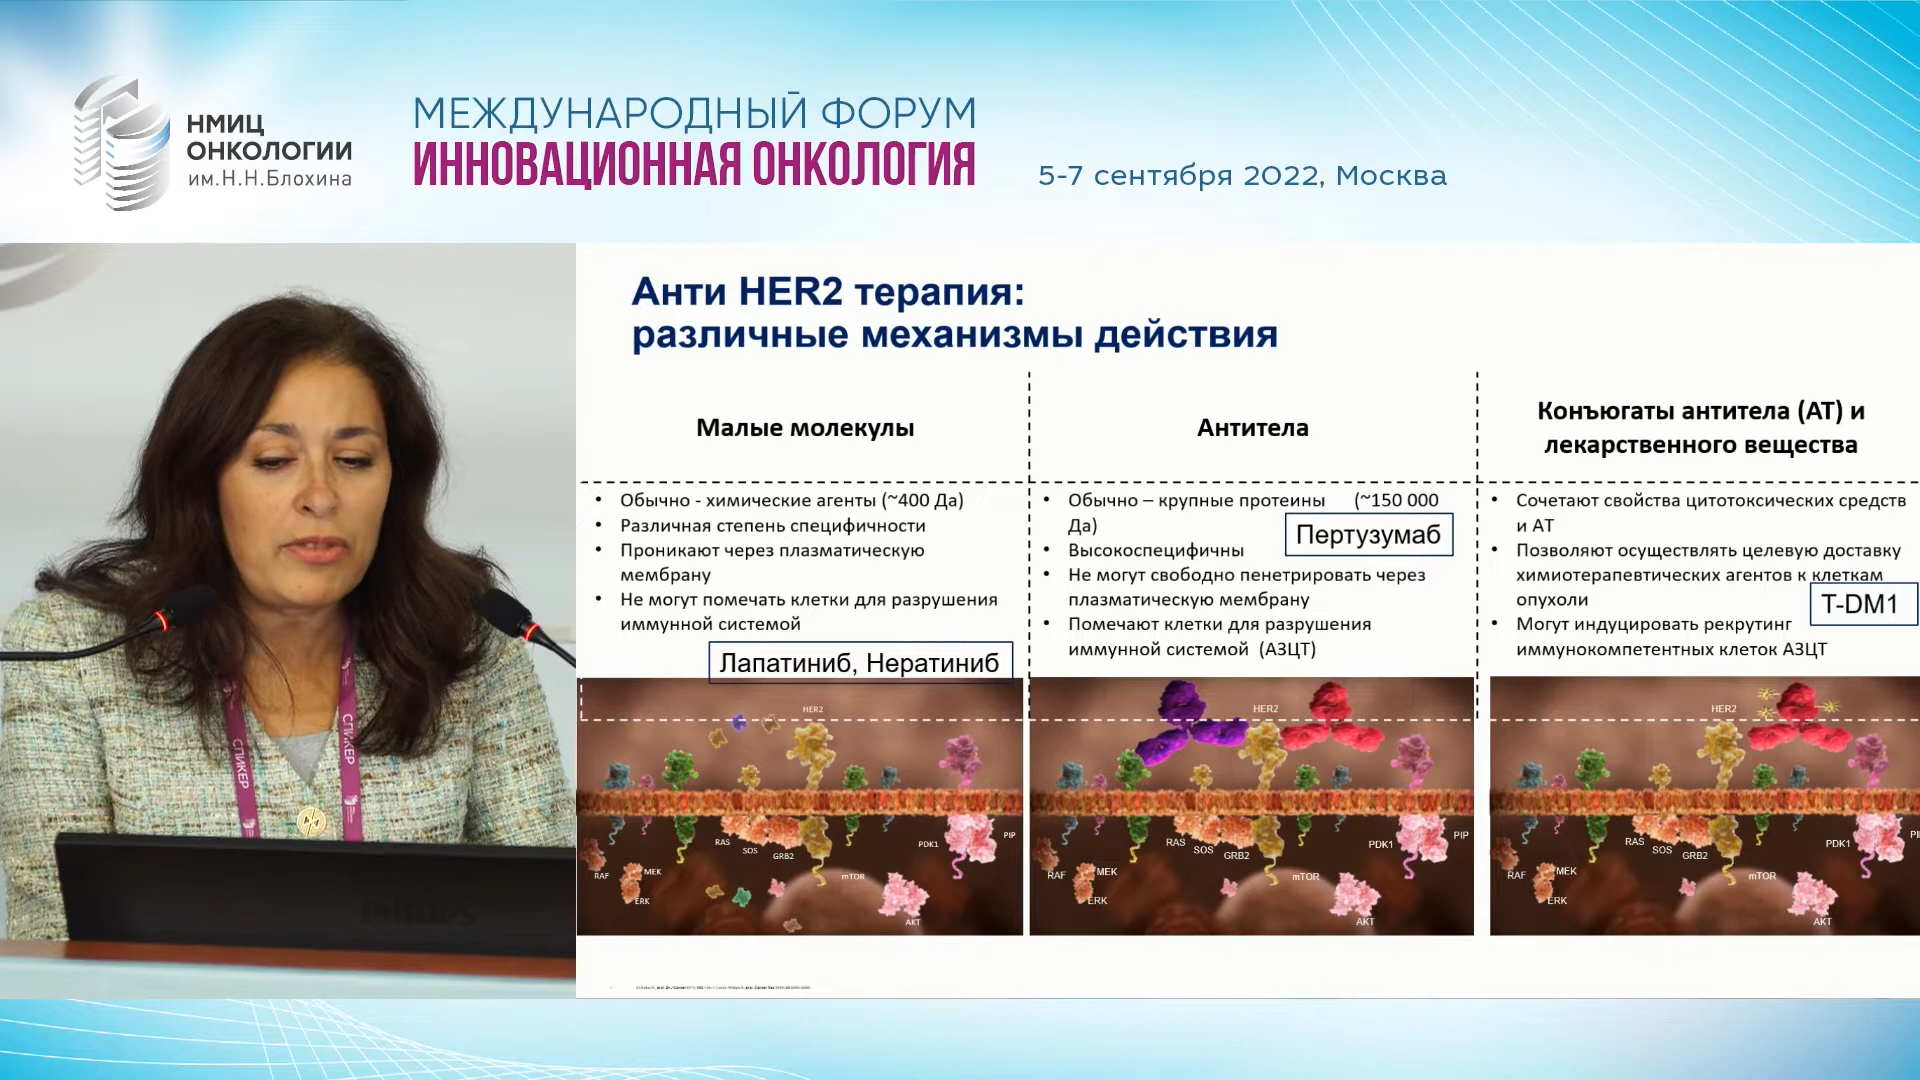 НМИЦ
ОНКОЛОГИИ
им.Н.Н.Блохина
МЕЖДУНАРОДНЫЙ ФОРУМ
ИННОВАЦИОННАЯ ОНКОЛОГИЯ
5-7 сентября 2022, Москва
СПИКЕР
СПИКЕР
PHILIPS
Анти HER2 терапия:
различные механизмы действия
Малые молекулы
• Обычно - химические агенты (~400 Да)
• Различная степень специфичности
• Проникают через плазматическую
мембрану
• Не могут помечать клетки для разрушения
иммунной системой
Лапатиниб, Нератиниб
HER2
RAS
SOS
GRB2
PDK1
PIP
RAF
MEK
ERK
mTOR
AKT
Антитела
• Обычно – крупные протеины (~150 000
Да)
Пертузумаб
• Высокоспецифичны
• Не могут свободно пенетрировать через
плазматическую мембрану
• Помечают клетки для разрушения
иммунной системой (АЗЦТ)
HER2
RAS
SOS
GRB2
PDK1
PIP
RAF
MEK
ERK
mTOR
AKT
Конъюгаты антитела (АТ) и
лекарственного вещества
• Сочетают свойства цитотоксических средств
и АТ
• Позволяют осуществлять целевую доставку
химиотерапевтических агентов к клеткам
опухоли
T-DM1
• Могут индуцировать рекрутинг
иммунокомпетентных клеток АЗЦТ
HER2
RAS
SOS
GRB2
PDK1
PI
RAF
MEK
ERK
mTOR
AKT